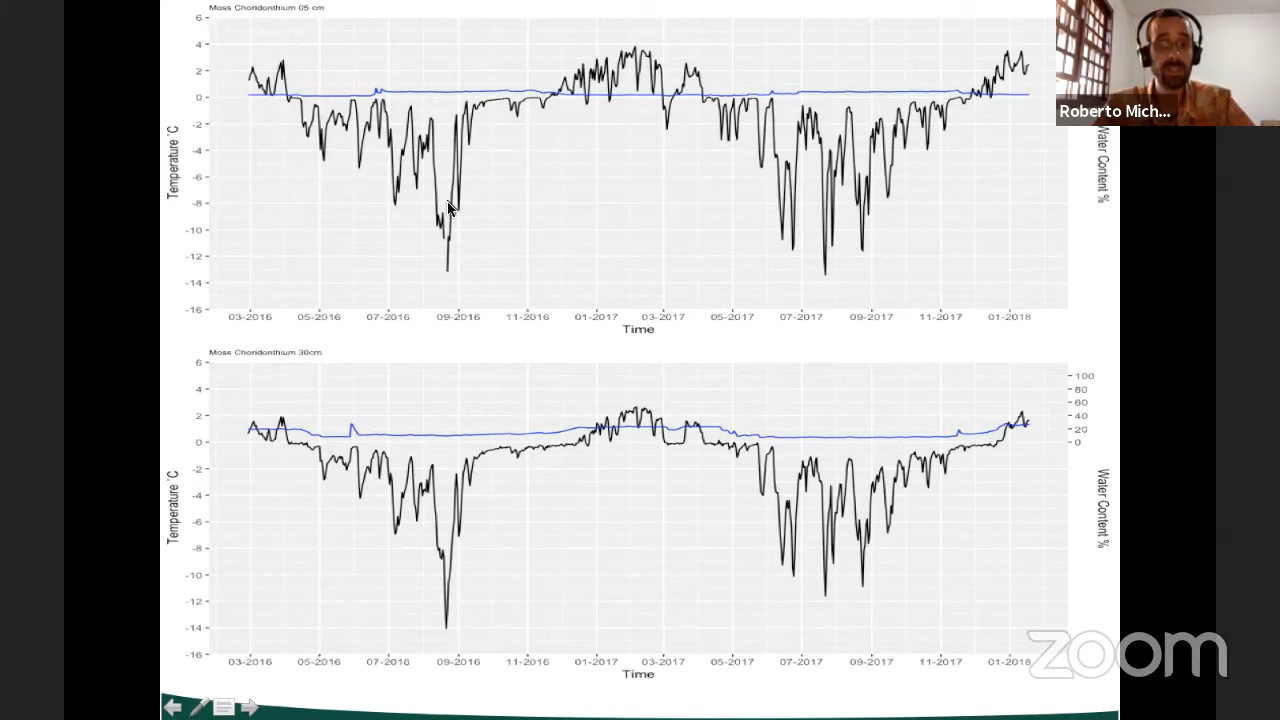 Moss Choridonthium 05 cm
6
4
2
0
-2
-4
-6
-8
-10
-12
-14
-16
Temperature °C
Water Content %
03-2016 05-2016 07-2016 09-2016 11-2016 01-2017 03-2017 05-2017 07-2017 09-2017 11-2017 01-2018
Time
Roberto Mich...
Moss Choridonthium 30cm
6
4
2
0
-2
-4
-6
-8
-10
-12
-14
-16
Temperature °C
100
80
60
40
20
0
Water Content %
03-2016 05-2016 07-2016 09-2016 11-2016 01-2017 03-2017 05-2017 07-2017 09-2017 11-2017 01-2018
Time
zoom